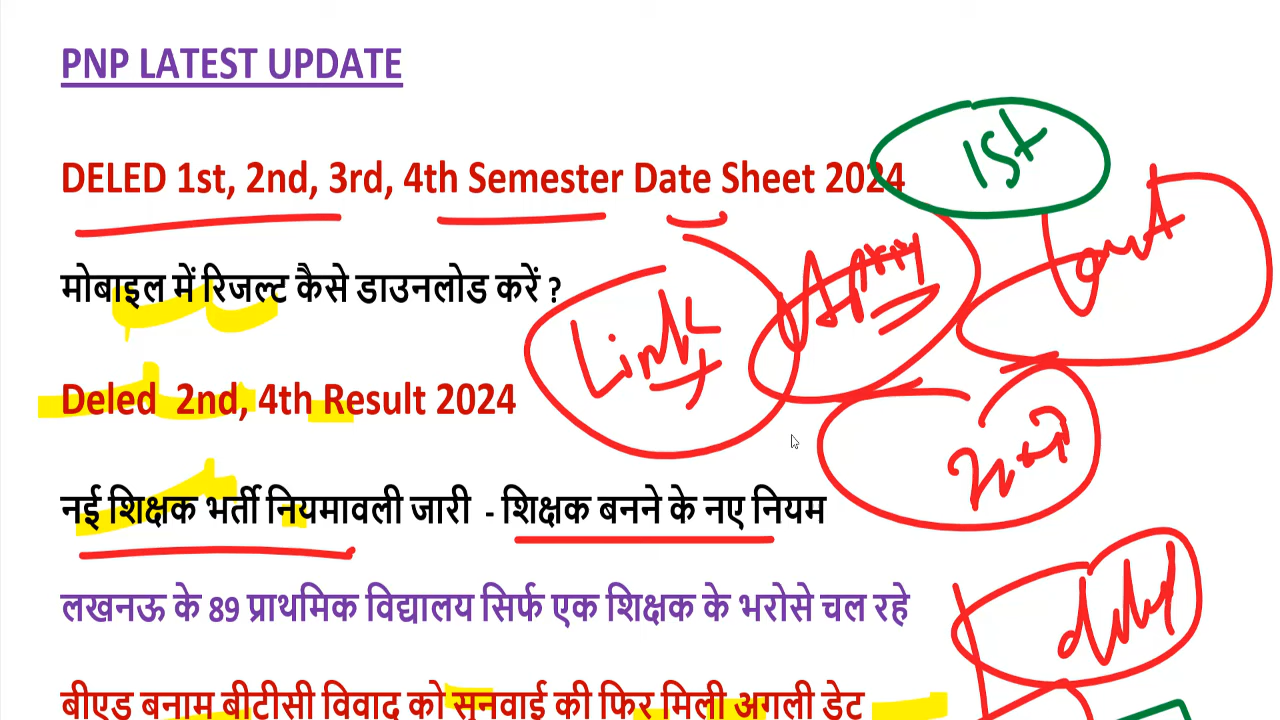 PNP LATEST UPDATE
DELED 1st, 2nd, 3rd, 4th Semester Date Sheet 2024
1st
मोबाइल में रिजल्ट कैसे डाउनलोड करें ?
Link
Deled 2nd, 4th Result 2024
नई शिक्षक भर्ती नियमावली जारी - शिक्षक बनने के नए नियम
लखनऊ के 89 प्राथमिक विद्यालय सिर्फ एक शिक्षक के भरोसे चल रहे
बीएड बनाम बीटीसी विवाद को सुनवाई की फिर मिली अगली डेट